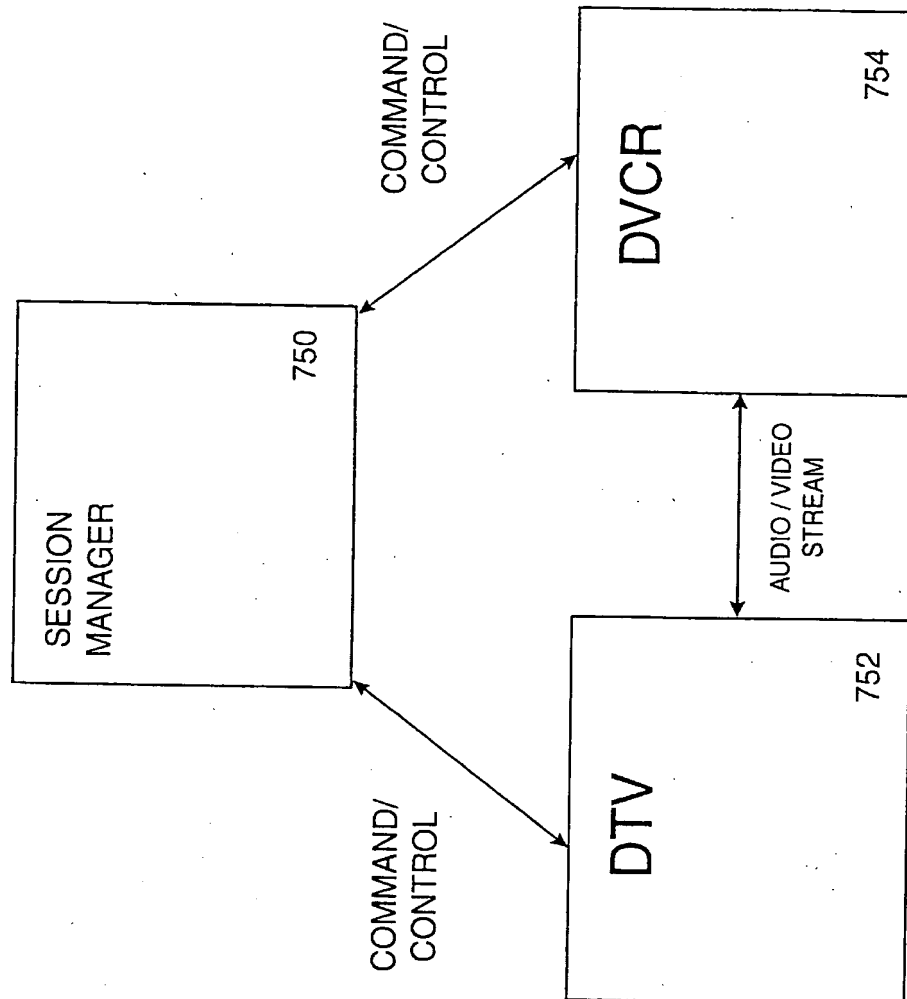 SESSION
MANAGER
750
COMMAND/
CONTROL
COMMAND/
CONTROL
DTV
752
AUDIO / VIDEO
STREAM
DVCR
754